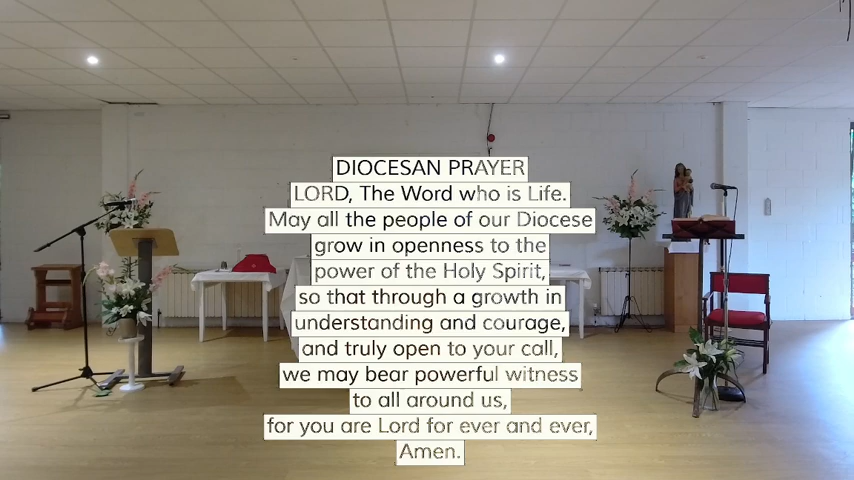 DIOCESAN PRAYER
LORD, The Word who is Life.
May all the people of our Diocese
grow in openness to the
power of the Holy Spirit,
so that through a growth in
understanding and courage,
and truly open to your call,
we may bear powerful witness
to all around us,
for you are Lord for ever and ever,
Amen.